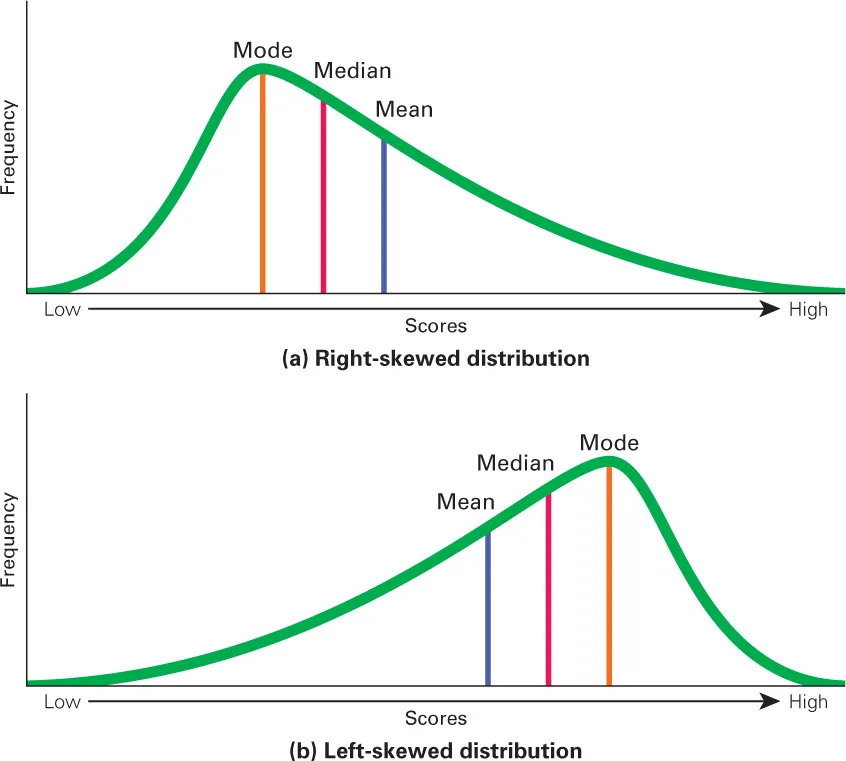 Mode
Median
Mean
Frequency
Low
High
Scores
(a) Right-skewed distribution
Mode
Median
Mean
Frequency
Low
High
Scores
(b) Left-skewed distribution